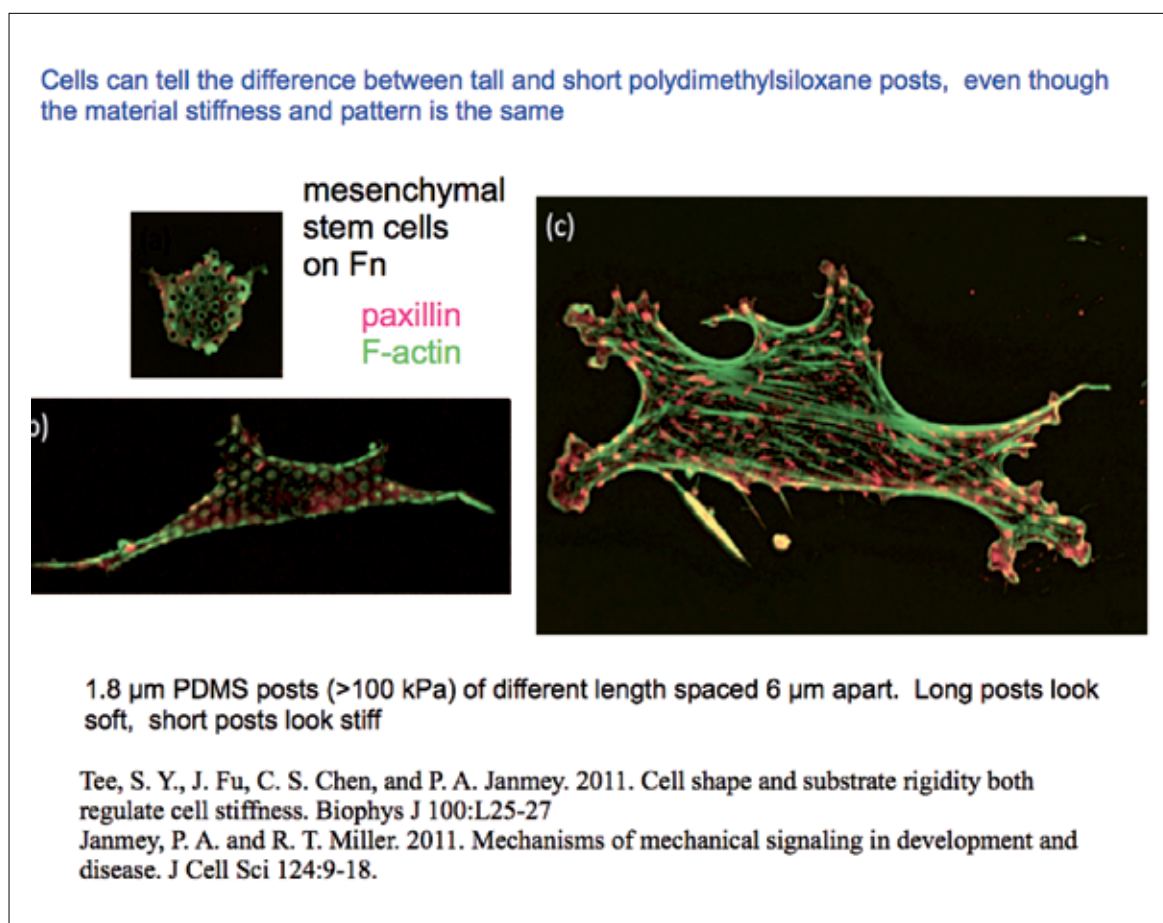 Cells can tell the difference between tall and short polydimethylsiloxane posts, even though
the material stiffness and pattern is the same
mesenchymal
stem cells
on Fn
(a)
paxillin
F-actin
b)
(c)
1.8 µm PDMS posts (>100 kPa) of different length spaced 6 µm apart. Long posts look
soft, short posts look stiff
Tee, S. Y., J. Fu, C. S. Chen, and P. A. Janmey. 2011. Cell shape and substrate rigidity both
regulate cell stiffness. Biophys J 100:L25-27
Janmey, P. A. and R. T. Miller. 2011. Mechanisms of mechanical signaling in development and
disease. J Cell Sci 124:9-18.